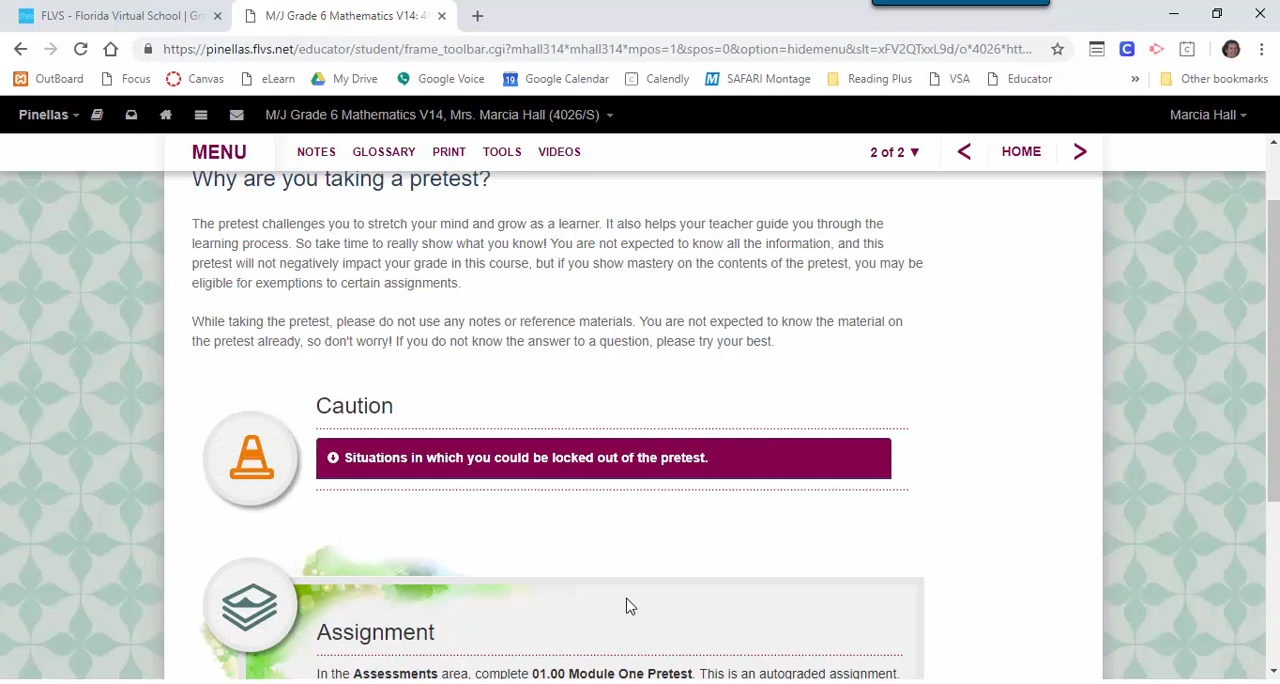 FLVS - Florida Virtual School | Gr
M/J Grade 6 Mathematics V14: 4
https://pinellas.flvs.net/educator/student/frame_toolbar.cgi?mhall314*mhall314*mpos=1&spos=0&option=hidemenu&slt=xFV2QTxxL9d/o*4026*htt...
OutBoard Focus Canvas eLearn My Drive Google Voice 19 Google Calendar C Calendly M SAFARI Montage Reading Plus VSA Educator » Other bookmarks
Pinellas M/J Grade 6 Mathematics V14, Mrs. Marcia Hall (4026/S) Marcia Hall
MENU NOTES GLOSSARY PRINT TOOLS VIDEOS 2 of 2 ▼ < HOME >
Why are you taking a pretest?
The pretest challenges you to stretch your mind and grow as a learner. It also helps your teacher guide you through the
learning process. So take time to really show what you know! You are not expected to know all the information, and this
pretest will not negatively impact your grade in this course, but if you show mastery on the contents of the pretest, you may be
eligible for exemptions to certain assignments.
While taking the pretest, please do not use any notes or reference materials. You are not expected to know the material on
the pretest already, so don't worry! If you do not know the answer to a question, please try your best.
Caution
Situations in which you could be locked out of the pretest.
Assignment
In the Assessments area, complete 01.00 Module One Pretest. This is an autograded assignment.